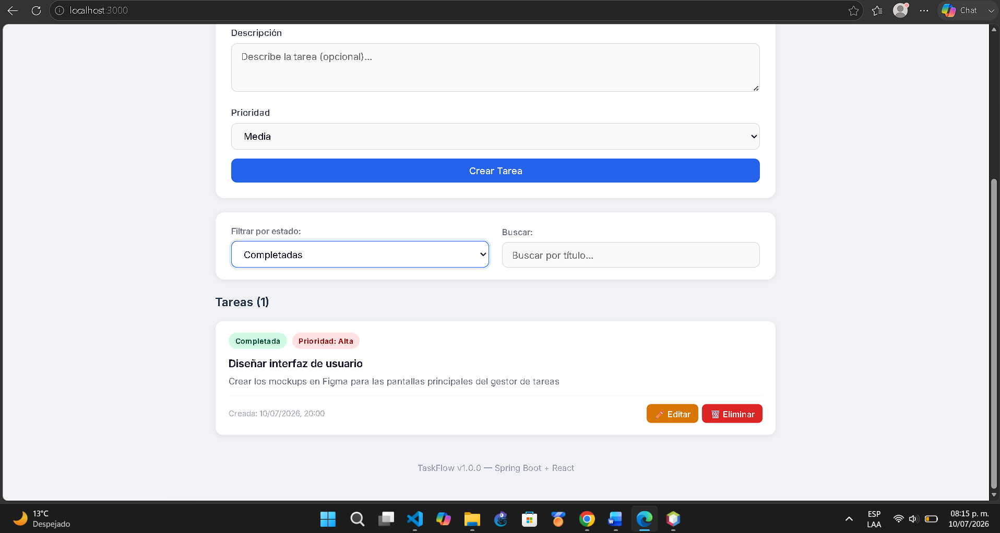 localhost:3000
Chat
Descripción
Describe la tarea (opcional)...
Prioridad
Media
Crear Tarea
Filtrar por estado:
Completadas
Buscar:
Buscar por título...
Tareas (1)
Completada
Prioridad: Alta
Diseñar interfaz de usuario
Crear los mockups en Figma para las pantallas principales del gestor de tareas
Creada: 10/07/2026, 20:00
Editar
Eliminar
TaskFlow v1.0.0 — Spring Boot + React
13°C
Despejado
ESP
LAA
08:15 p. m.
10/07/2026